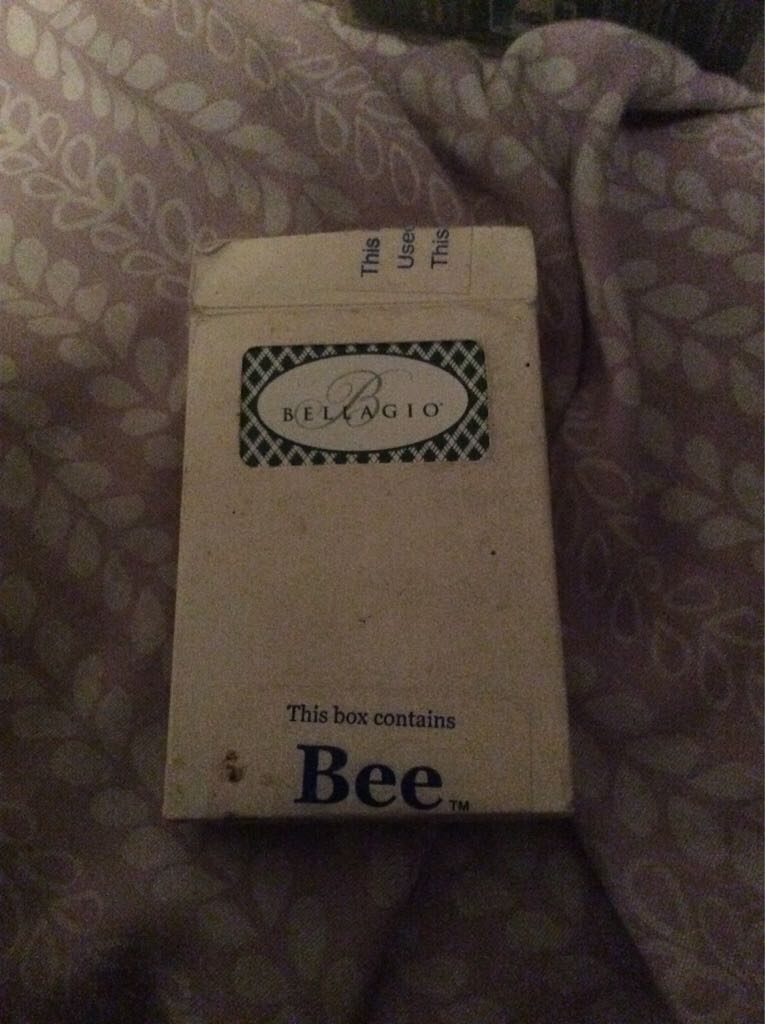 This
Used
This
BELLAGIO
B
This box contains
Bee™